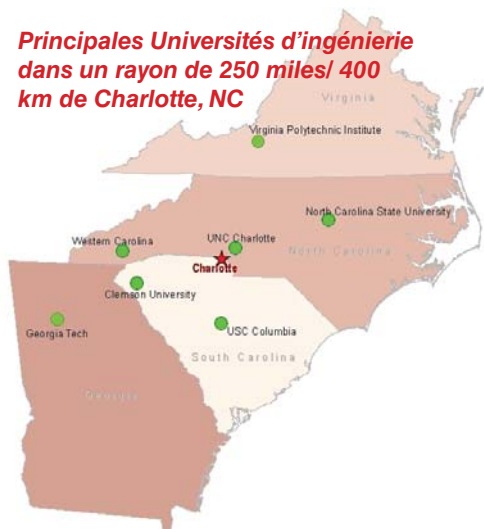 Principales Universités d'ingénierie
dans un rayon de 250 miles/ 400
km de Charlotte, NC
Virginia
Virginia Polytechnic Institute
North Carolina State University
Western Carolina
UNC Charlotte
North Carolina
Charlotte
Clemson University
Georgia Tech
USC Columbia
South Carolina
Georgia